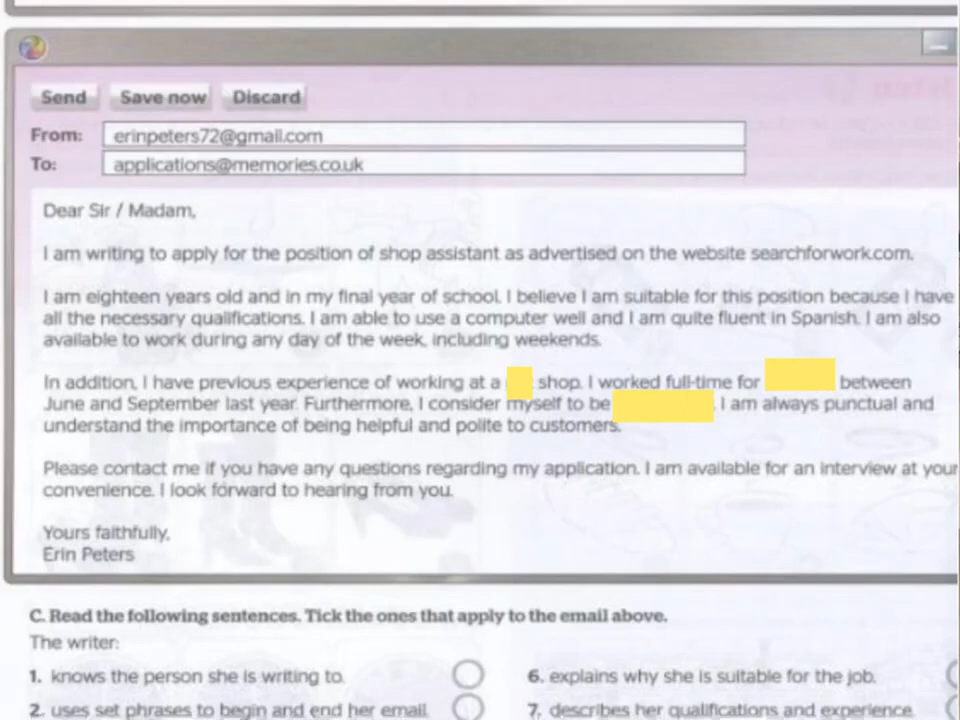 Send Save now Discard
From: erinpeters72@gmail.com
To: applications@memories.co.uk
Dear Sir / Madam,
I am writing to apply for the position of shop assistant as advertised on the website searchforwork.com.
I am eighteen years old and in my final year of school. I believe I am suitable for this position because I have
all the necessary qualifications. I am able to use a computer well and I am quite fluent in Spanish. I am also
available to work during any day of the week, including weekends.
In addition, I have previous experience of working at a shop. I worked full-time for between
June and September last year. Furthermore, I consider myself to be . I am always punctual and
understand the importance of being helpful and polite to customers.
Please contact me if you have any questions regarding my application. I am available for an interview at your
convenience. I look forward to hearing from you.
Yours faithfully,
Erin Peters
C. Read the following sentences. Tick the ones that apply to the email above.
The writer:
1. knows the person she is writing to.
2. uses set phrases to begin and end her email.
6. explains why she is suitable for the job.
7. describes her qualifications and experience.